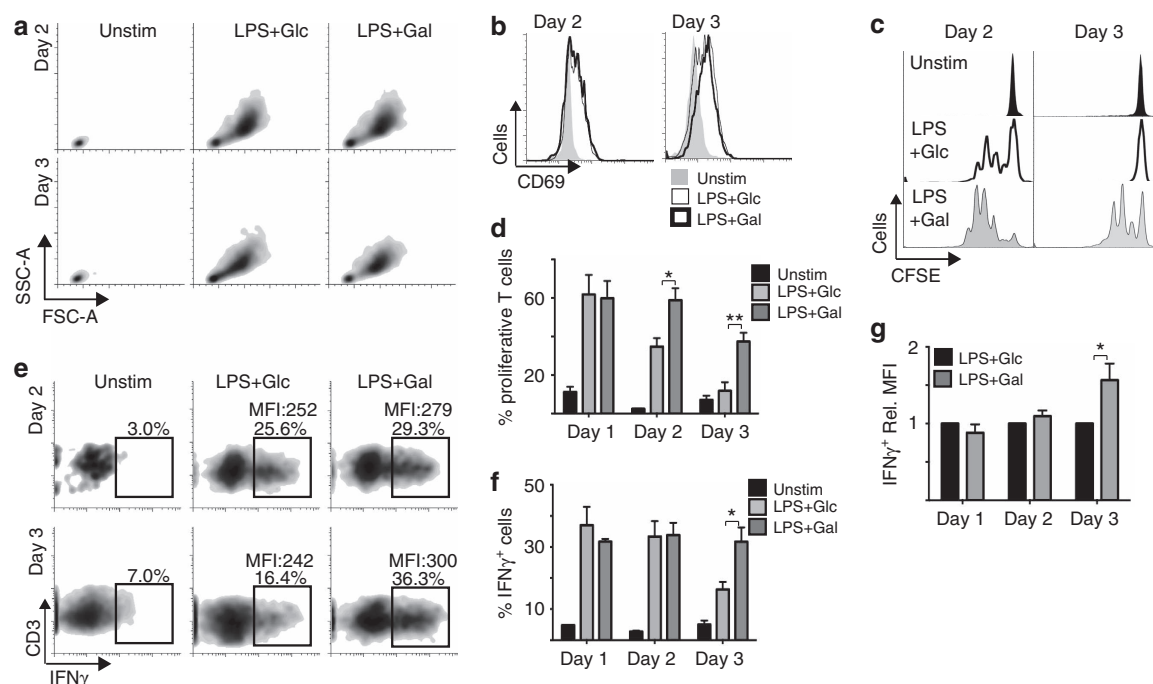 a
Unstim
LPS+Glc
LPS+Gal
Day 2
Day 3
SSC-A
FSC-A
b
Day 2
Day 3
Cells
CD69
Unstim
LPS+Glc
LPS+Gal
c
Day 2
Day 3
Unstim
LPS
+Glc
LPS
+Gal
Cells
CFSE
d
% proliferative T cells
60
20
*
**
Unstim
LPS+Glc
LPS+Gal
Day 1
Day 2
Day 3
e
Unstim
LPS+Glc
LPS+Gal
Day 2
3.0%
MFI:252
25.6%
MFI:279
29.3%
Day 3
7.0%
MFI:242
16.4%
MFI:300
36.3%
CD3
IFNγ
f
% IFNγ+ cells
50
30
10
*
Unstim
LPS+Glc
LPS+Gal
Day 1
Day 2
Day 3
g
IFNγ+ Rel. MFI
2
1
0
*
LPS+Glc
LPS+Gal
Day 1
Day 2
Day 3